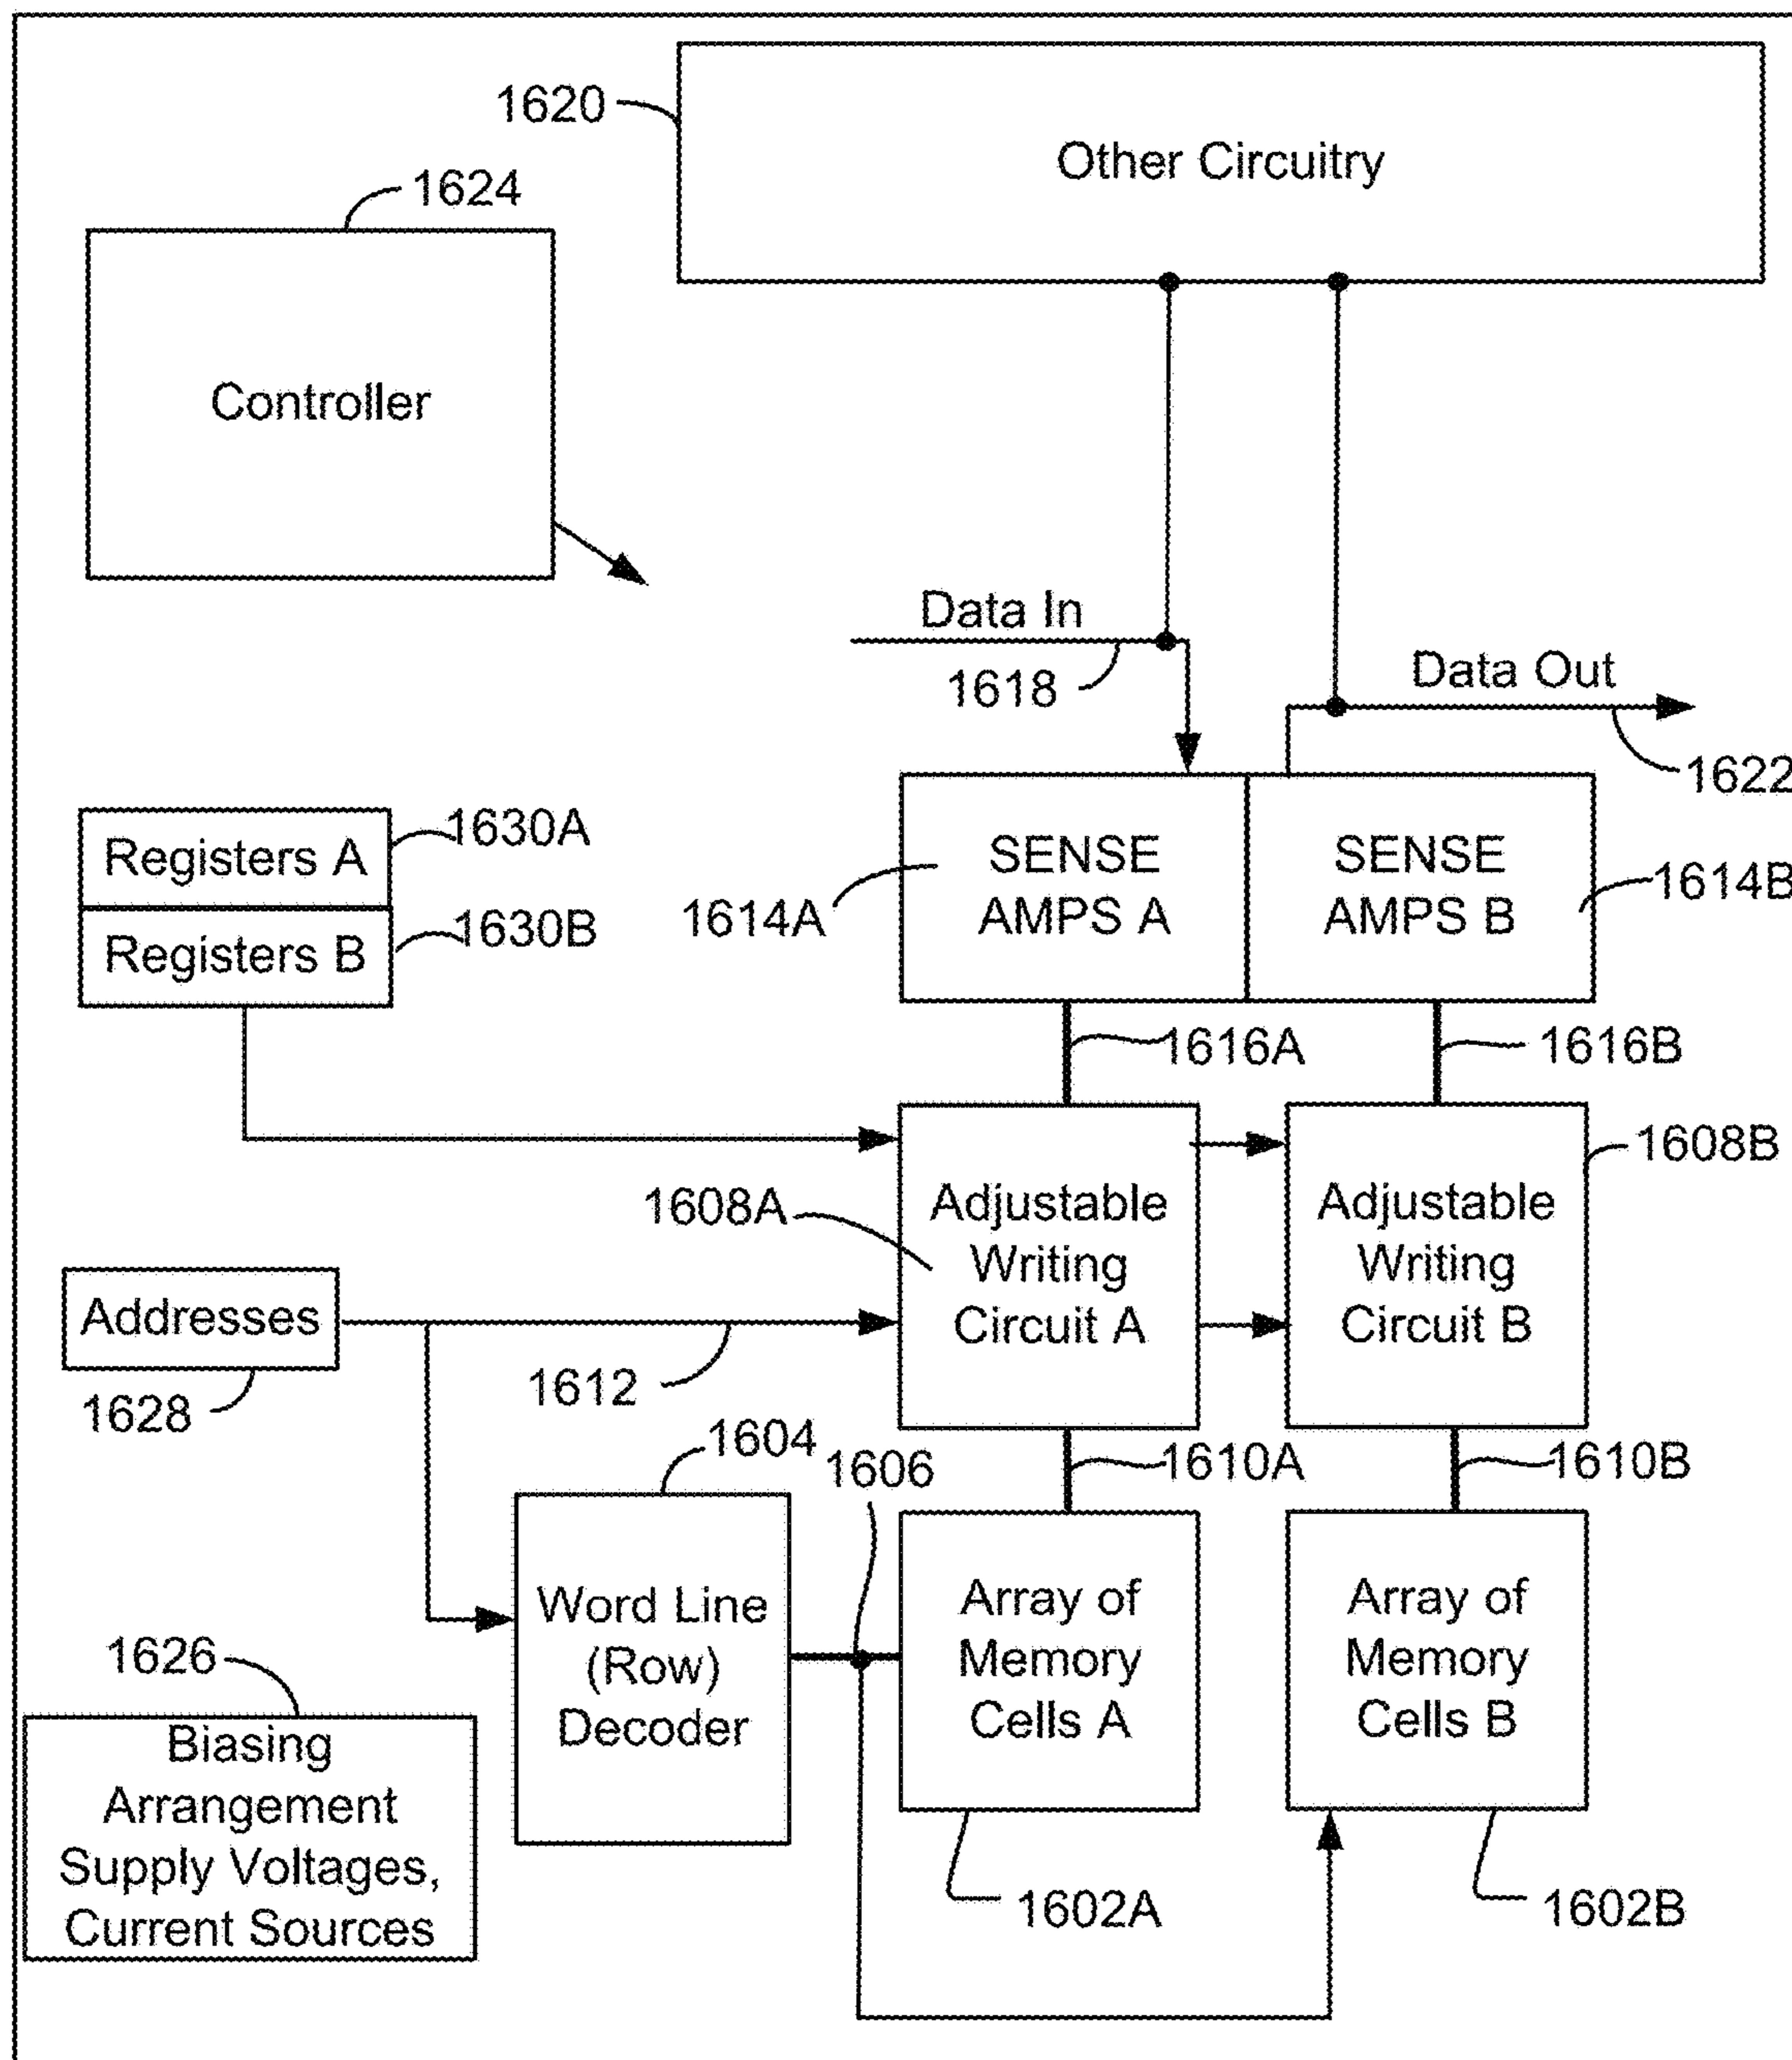 1620
Other Circuitry
1624
Controller
Data In
1618
Data Out
1622
Registers A
1630A
Registers B
1630B
SENSE
AMPS A
1614A
SENSE
AMPS B
1614B
1616A
1616B
Adjustable
Writing
Circuit A
1608A
Adjustable
Writing
Circuit B
1608B
Addresses
1628
1612
1604
1606
1610A
1610B
Word Line
(Row)
Decoder
Array of
Memory
Cells A
Array of
Memory
Cells B
1626
Biasing
Arrangement
Supply Voltages,
Current Sources
1602A
1602B